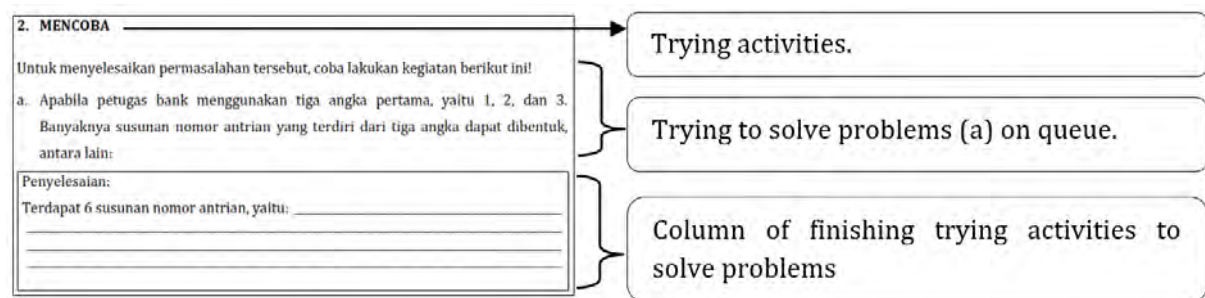 2. MENCOBA
Untuk menyelesaikan permasalahan tersebut, coba lakukan kegiatan berikut ini!
a. Apabila petugas bank menggunakan tiga angka pertama, yaitu 1, 2, dan 3.
Banyaknya susunan nomor antrian yang terdiri dari tiga angka dapat dibentuk,
antara lain:
Penyelesaian:
Terdapat 6 susunan nomor antrian, yaitu:
Trying activities.
Trying to solve problems (a) on queue.
Column of finishing trying activities to
solve problems